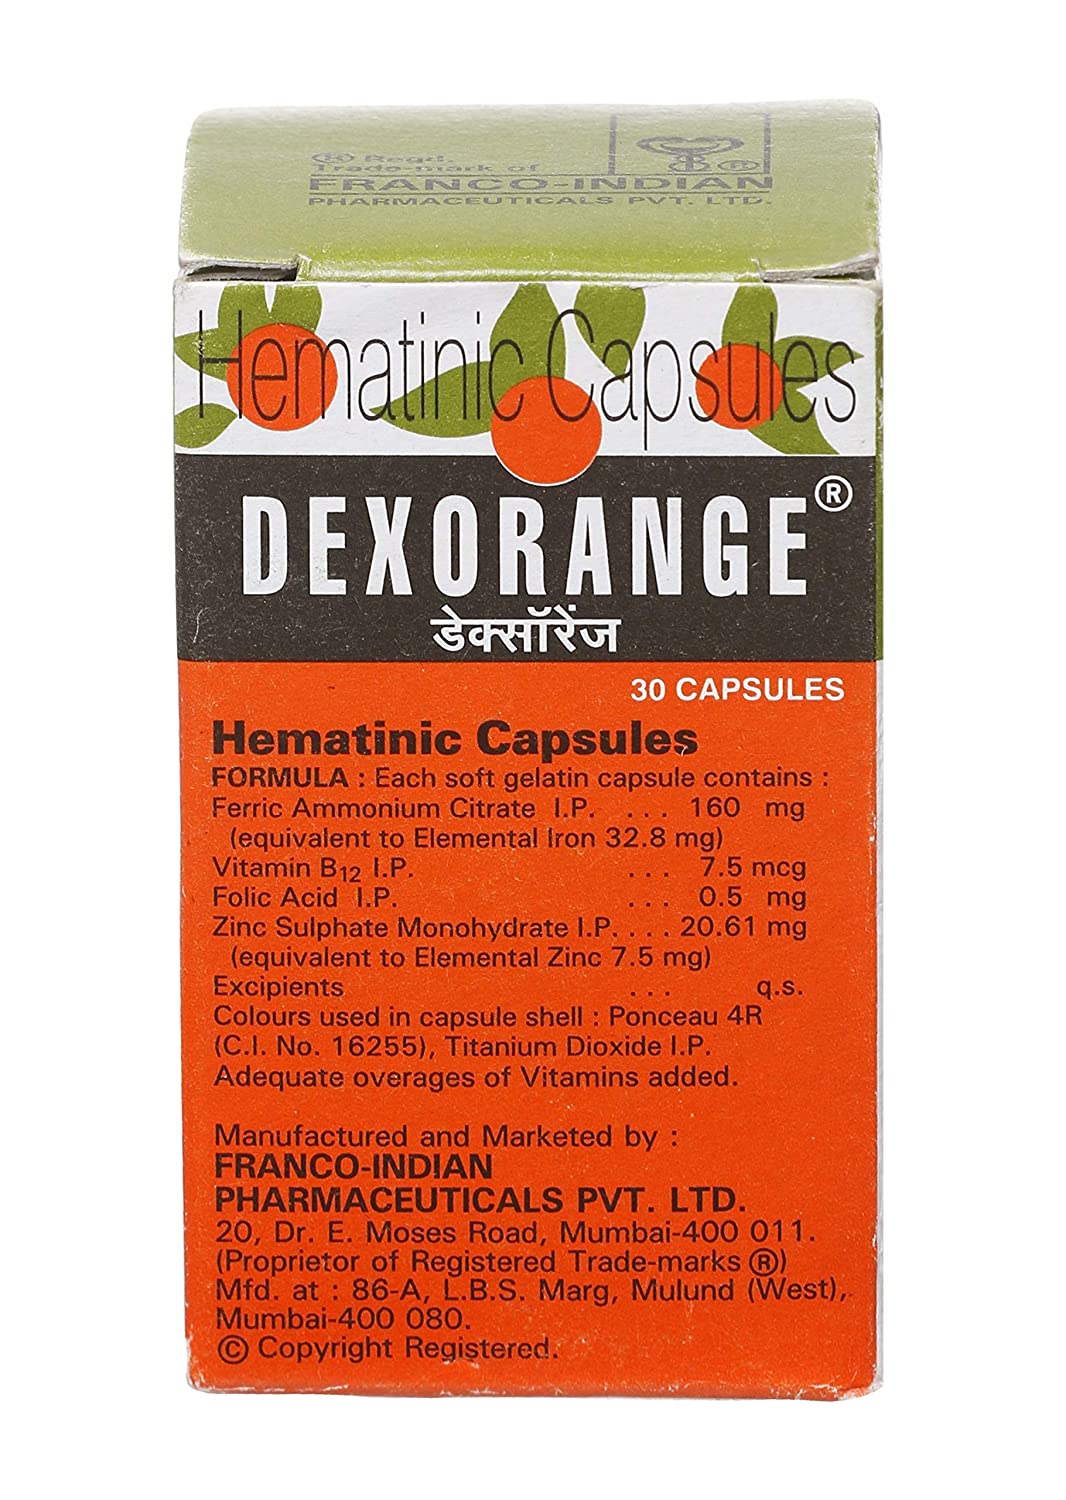 ® Regd.
Trade-mark of
FRANCO-INDIAN ®
PHARMACEUTICALS PVT. LTD.
Hematinic Capsules
DEXORANGE®
डेक्सॉरेंज
30 CAPSULES
Hematinic Capsules
FORMULA : Each soft gelatin capsule contains :
Ferric Ammonium Citrate I.P. ... 160 mg
(equivalent to Elemental Iron 32.8 mg)
Vitamin B12 I.P. ... 7.5 mcg
Folic Acid I.P. ... 0.5 mg
Zinc Sulphate Monohydrate I.P. ... 20.61 mg
(equivalent to Elemental Zinc 7.5 mg)
Excipients ... q.s.
Colours used in capsule shell : Ponceau 4R
(C.I. No. 16255), Titanium Dioxide I.P.
Adequate overages of Vitamins added.
Manufactured and Marketed by :
FRANCO-INDIAN
PHARMACEUTICALS PVT. LTD.
20, Dr. E. Moses Road, Mumbai-400 011.
(Proprietor of Registered Trade-marks ®)
Mfd. at : 86-A, L.B.S. Marg, Mulund (West),
Mumbai-400 080.
© Copyright Registered.